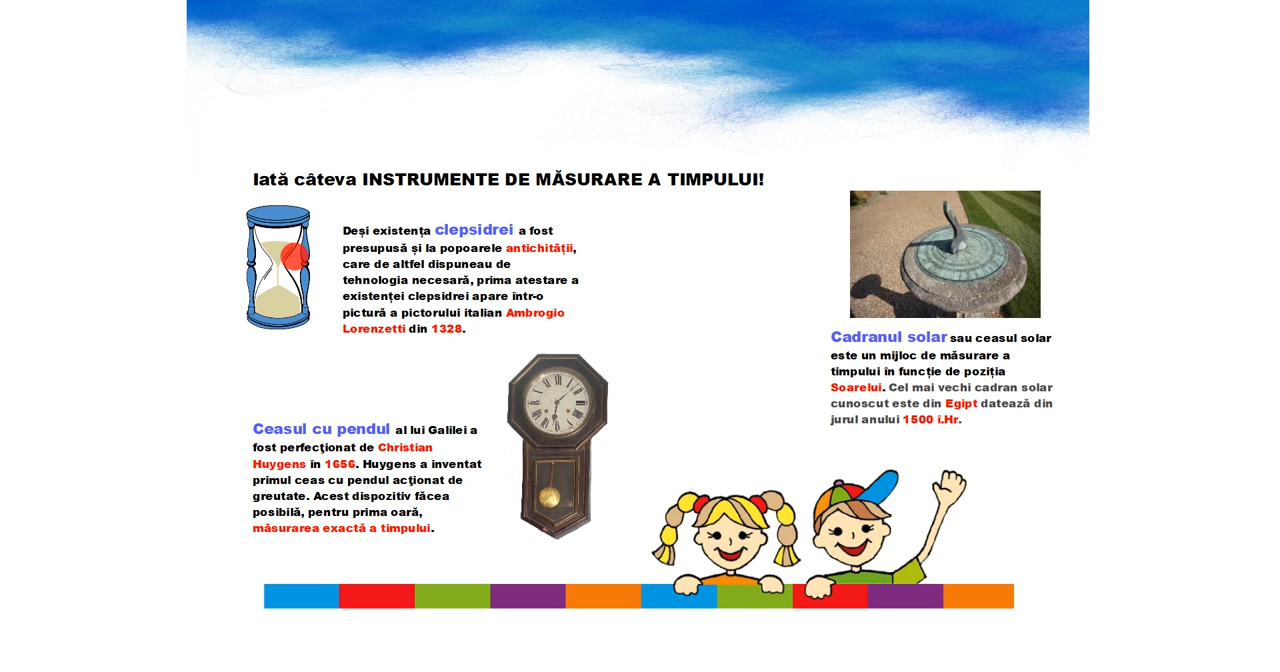 Iată câteva INSTRUMENTE DE MĂSURARE A TIMPULUI!
Deși existența clepsidrei a fost
presupusă și la popoarele antichității,
care de altfel dispuneau de
tehnologia necesară, prima atestare a
existenței clepsidrei apare într-o
pictură a pictorului italian Ambrogio
Lorenzetti din 1328.
Ceasul cu pendul al lui Galilei a
fost perfecţionat de Christian
Huygens în 1656. Huygens a inventat
primul ceas cu pendul acţionat de
greutate. Acest dispozitiv făcea
posibilă, pentru prima oară,
măsurarea exactă a timpului.
Cadranul solar sau ceasul solar
este un mijloc de măsurare a
timpului în funcție de poziția
Soarelui. Cel mai vechi cadran solar
cunoscut este din Egipt datează din
jurul anului 1500 î.Hr.